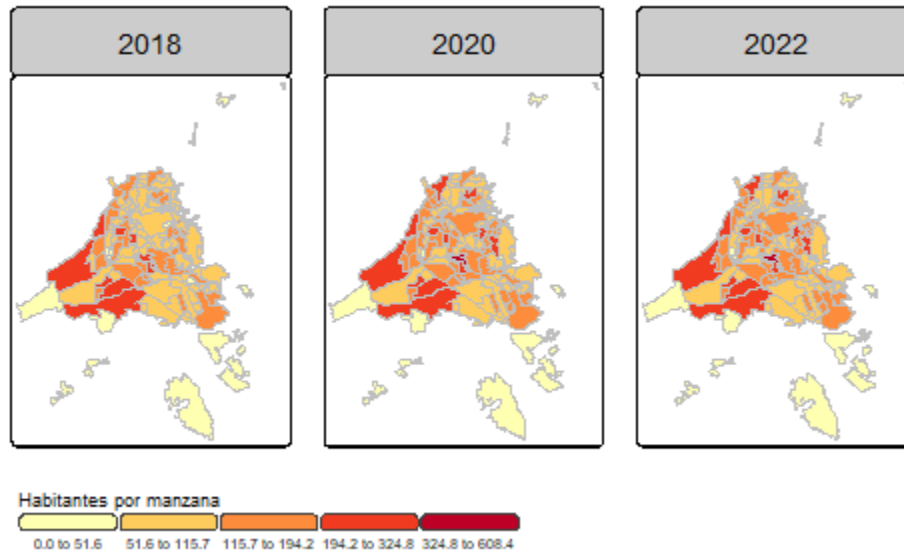 2018 2020 2022
Habitantes por manzana
0.0 to 51.6 51.6 to 115.7 115.7 to 194.2 194.2 to 324.8 324.8 to 608.4